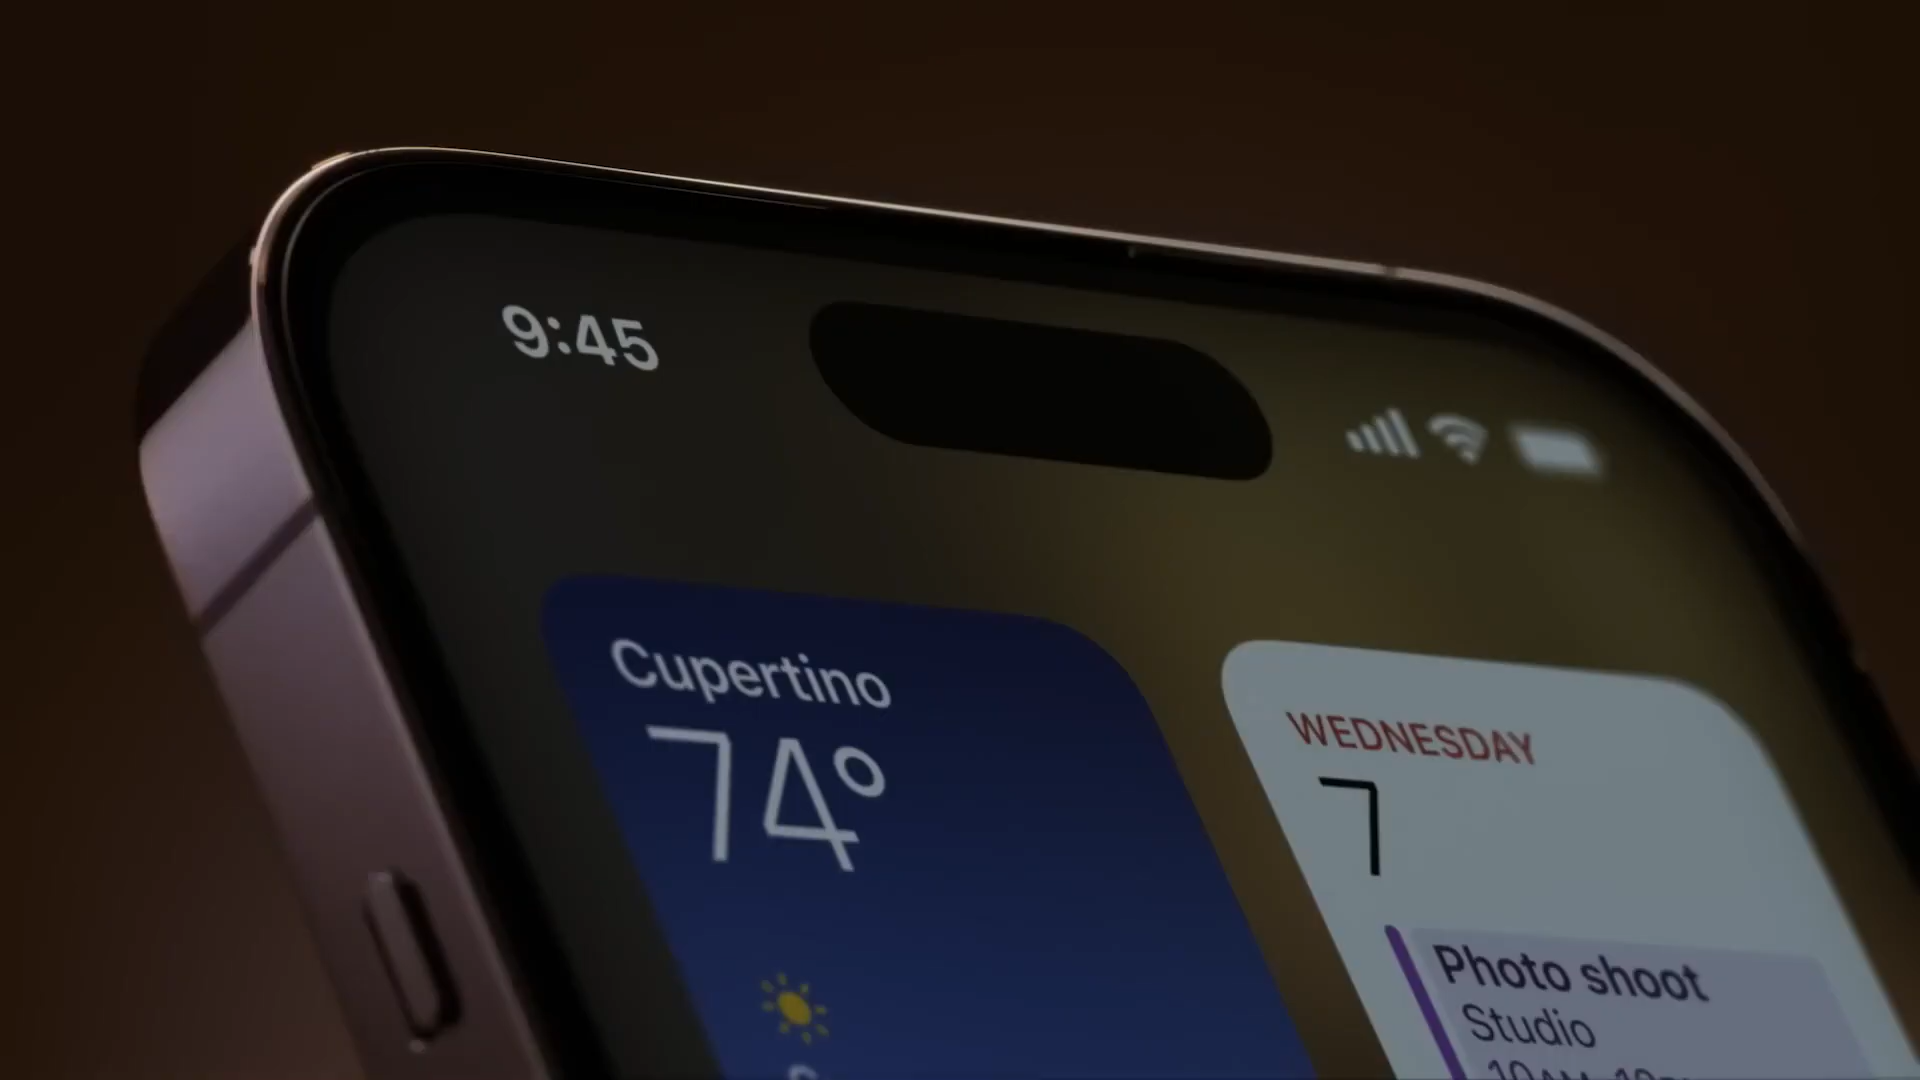 9:45
Cupertino
74°
WEDNESDAY
7
Photo shoot
Studio